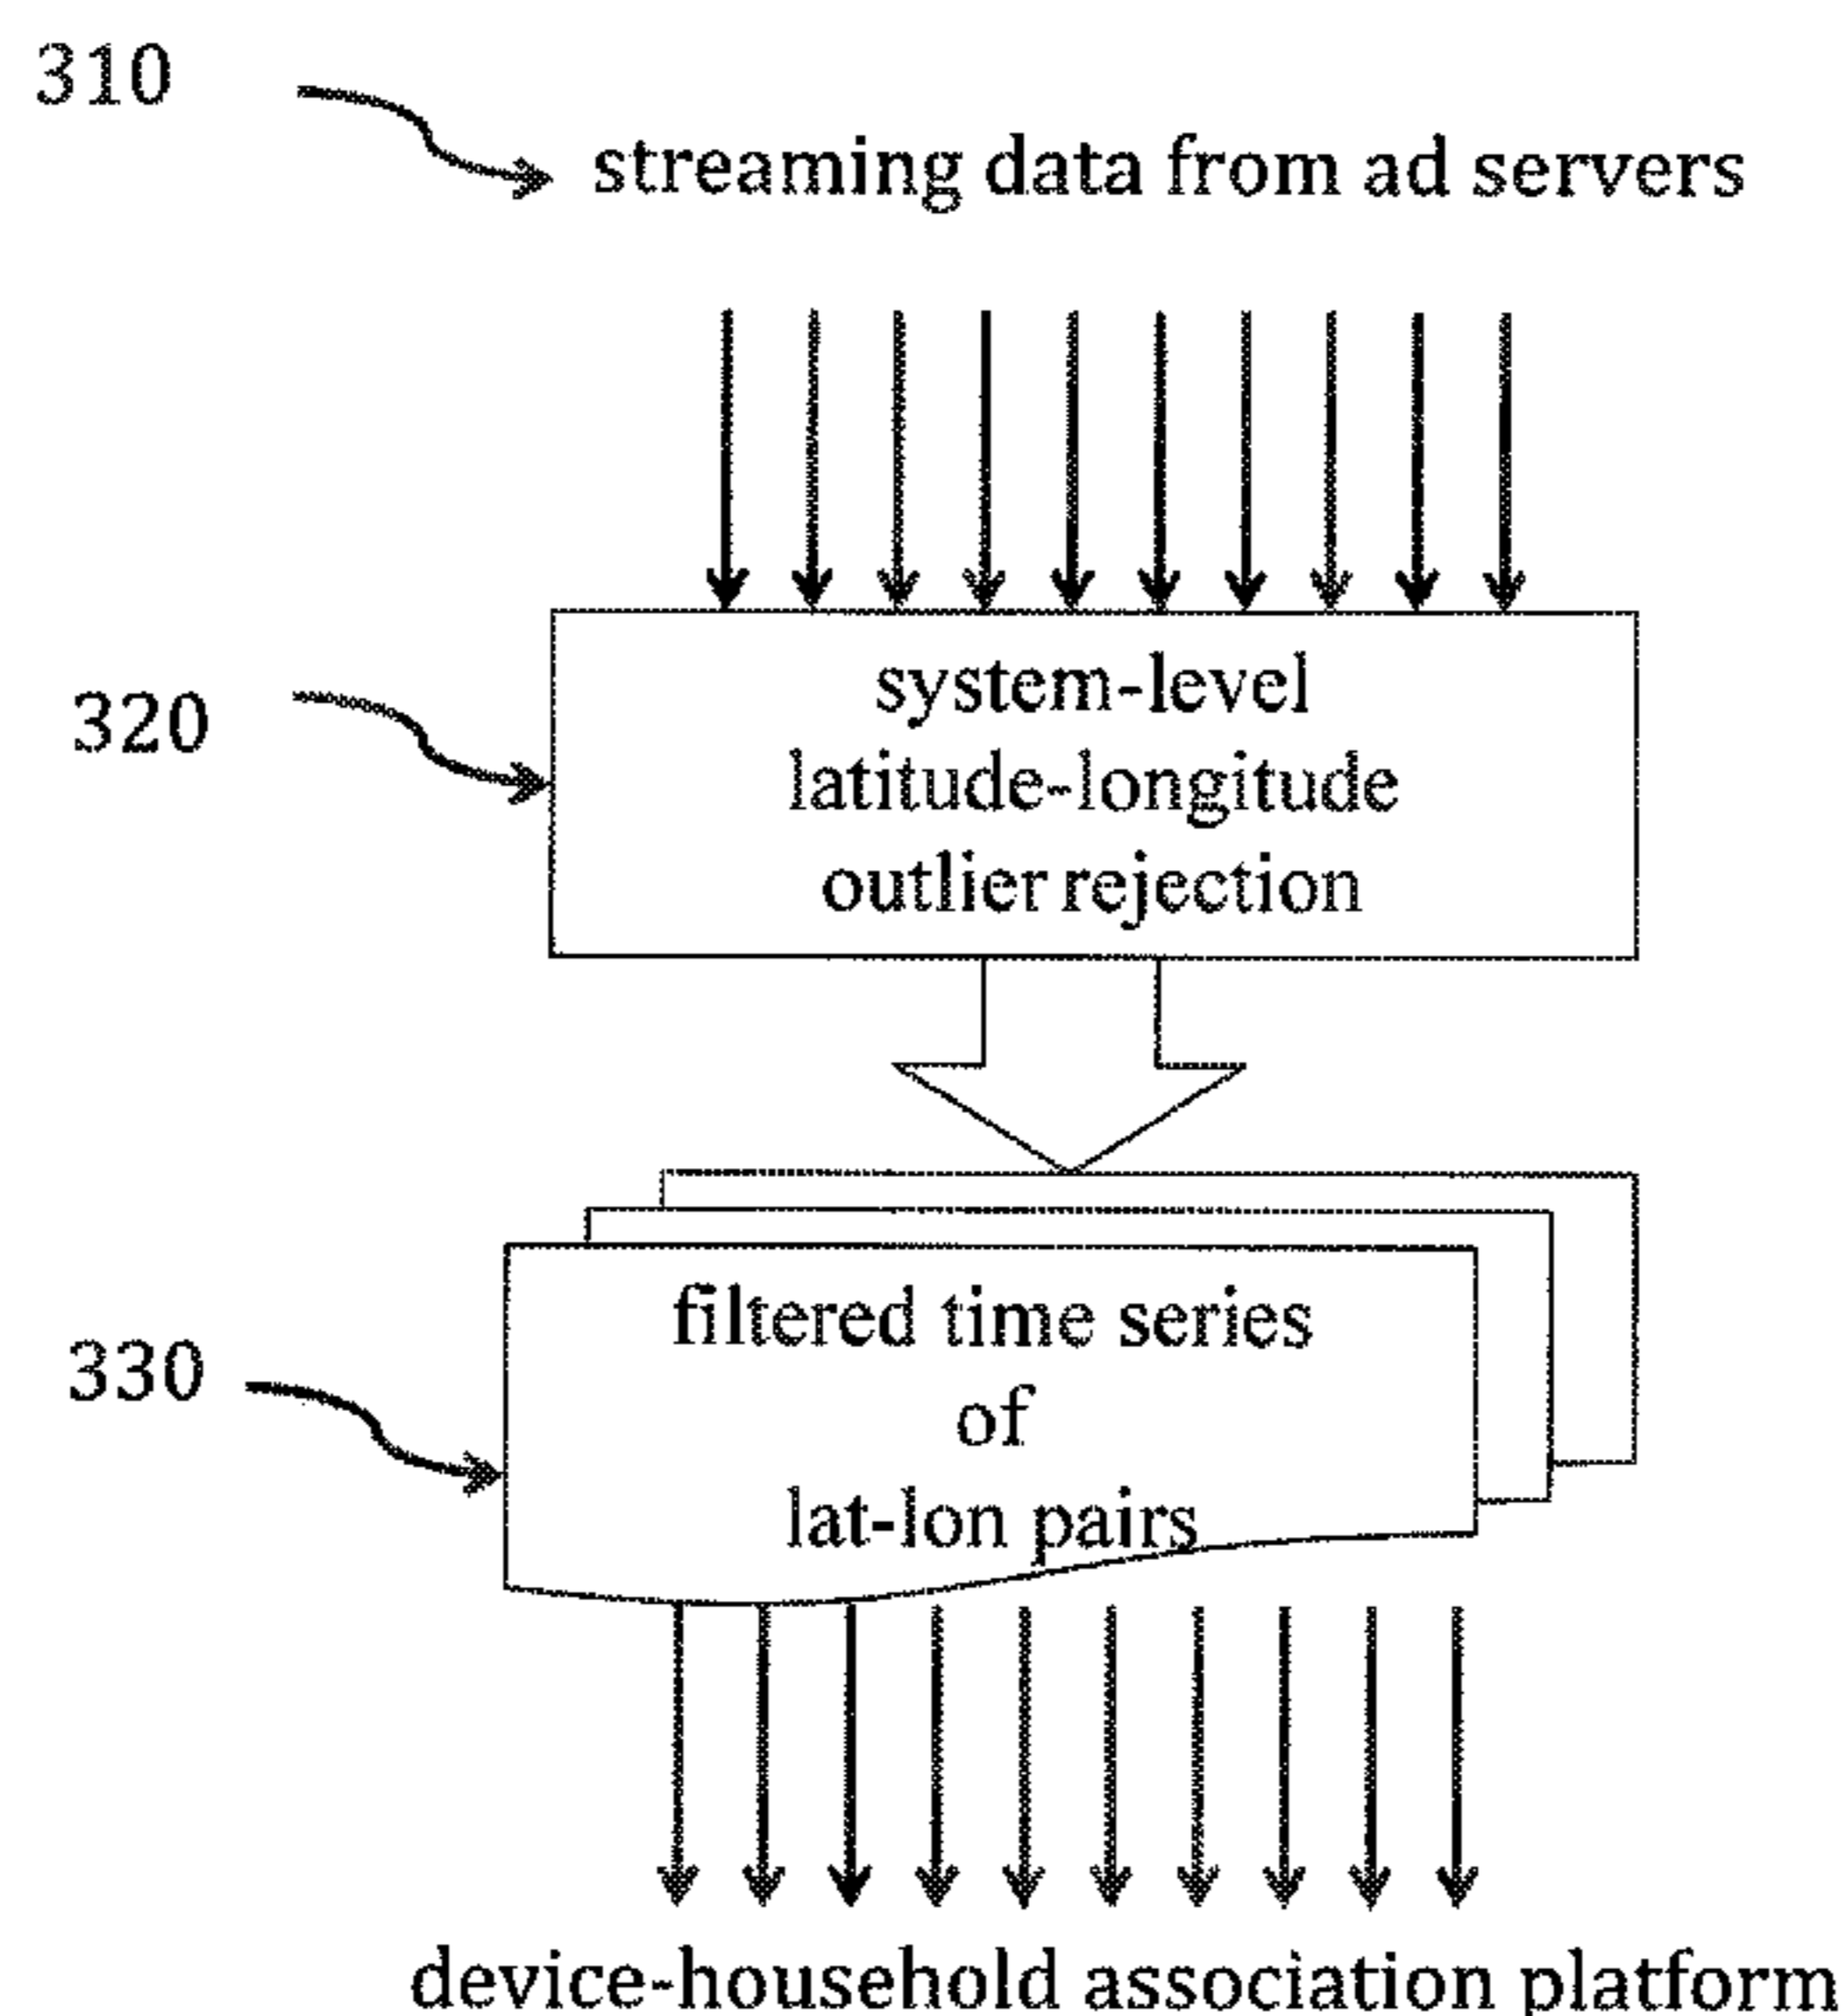 310
streaming data from ad servers
320
system-level
latitude-longitude
outlier rejection
330
filtered time series
of
lat-lon pairs
device-household association platform